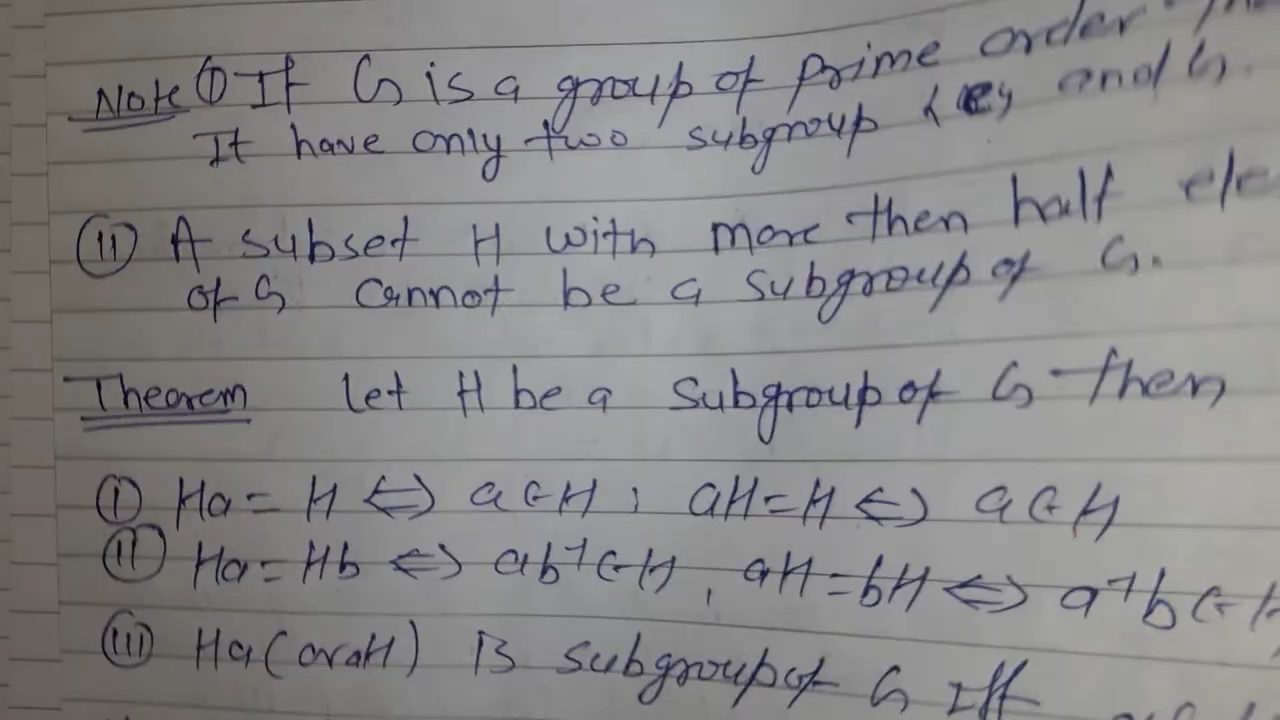 Note (I) If G is a group of prime order
It have only two subgroup {e} and G.
(II) A subset H with more then half ele
of G cannot be a subgroup of G.
Theorem let H be a subgroup of G then
(I) Ha = H ⇔ a ∈ H, aH = H ⇔ a ∈ H
(II) Ha = Hb ⇔ ab⁻¹ ∈ H, aH = bH ⇔ a⁻¹b ∈ H
(III) Ha (or aH) is subgroup of G Iff